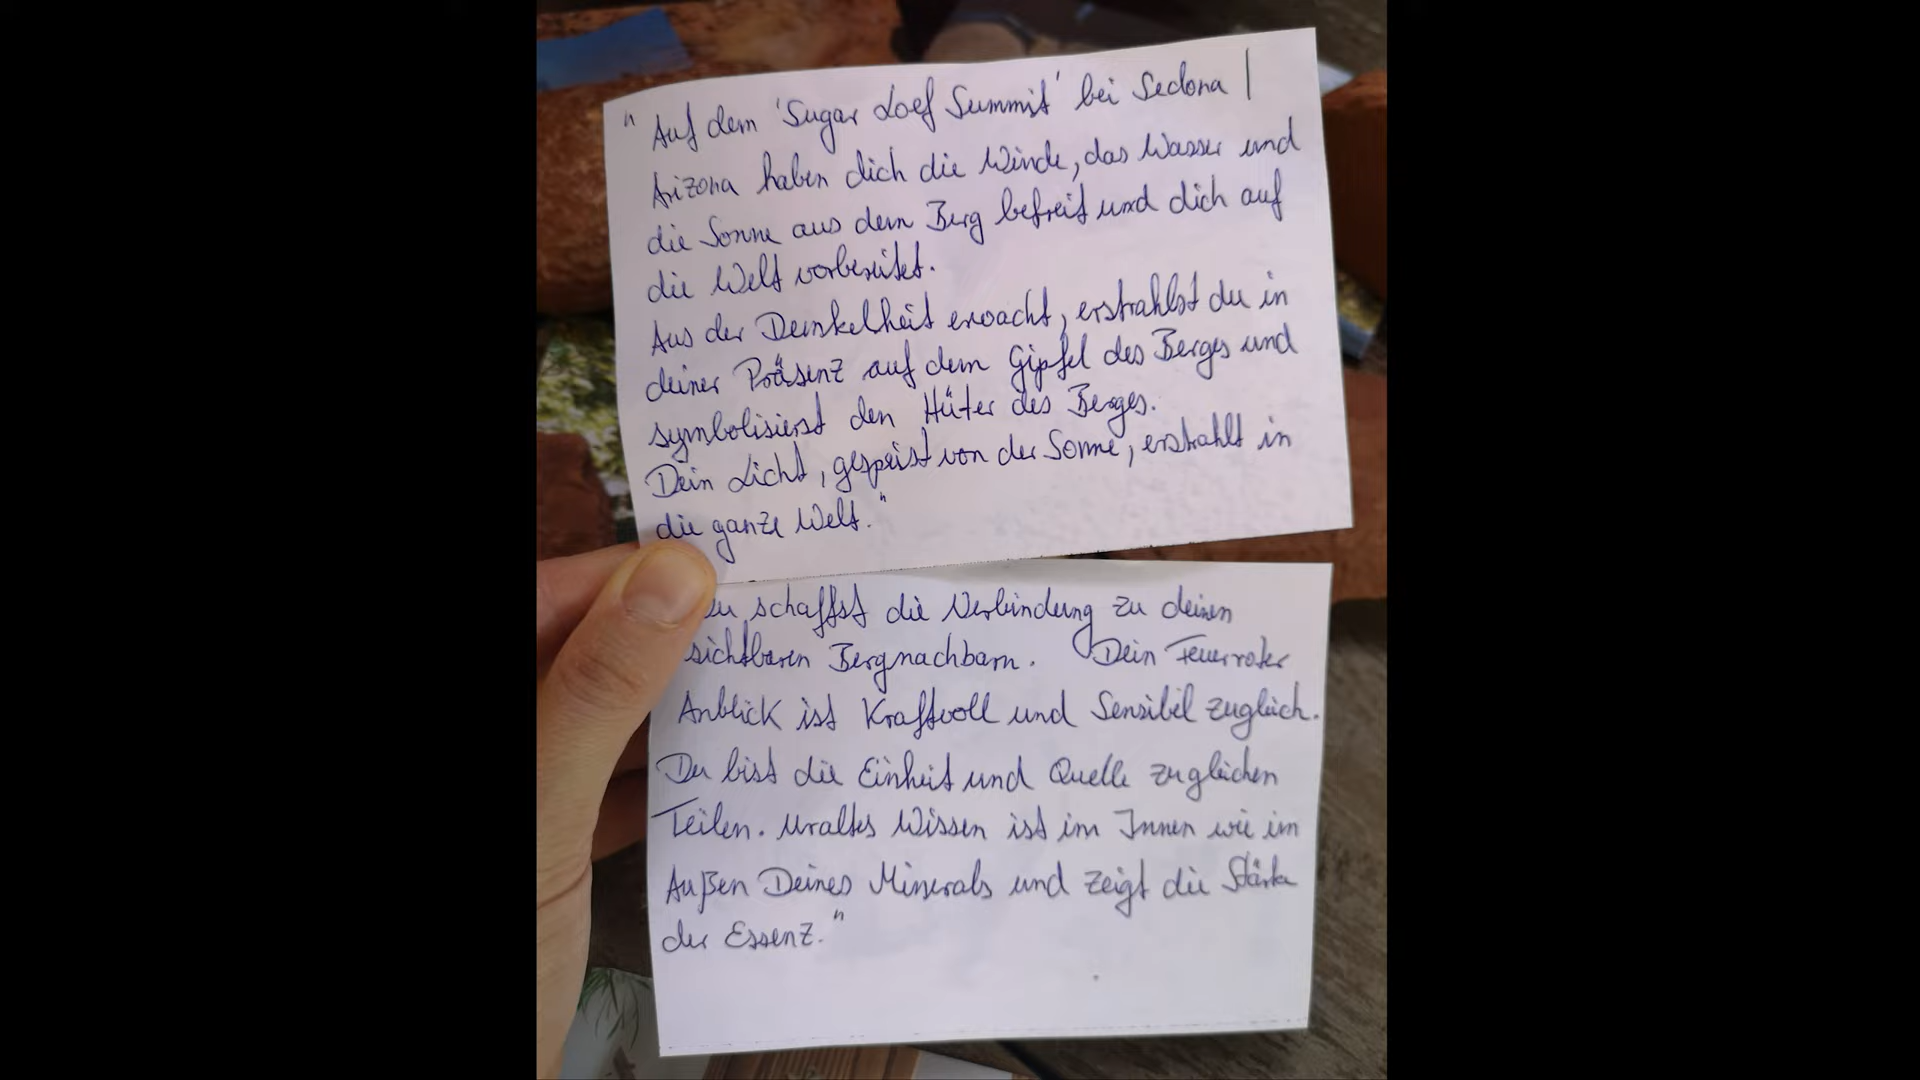 " Auf dem 'Sugar Loef Summit' bei Sedona /
Arizona haben dich die Winde, das Wasser und
die Sonne aus dem Berg befreit und dich auf
die Welt vorbereitet.
Aus der Dunkelheit erwacht, erstrahlst du in
deiner Präsenz auf dem Gipfel des Berges und
symbolisierst den Hüter des Berges.
Dein Licht, gespeist von der Sonne, erstrahlt in
die ganze Welt."
Du schaffst die Verbindung zu deinen
sichtbaren Bergnachbarn. Dein Feuerroter
Anblick ist Kraftvoll und Sensibel zugleich.
Du bist die Einheit und Quelle zugleichen
Teilen. Uraltes Wissen ist im Innen wie im
Außen Deines Minerals und zeigt die Stärke
der Essenz."